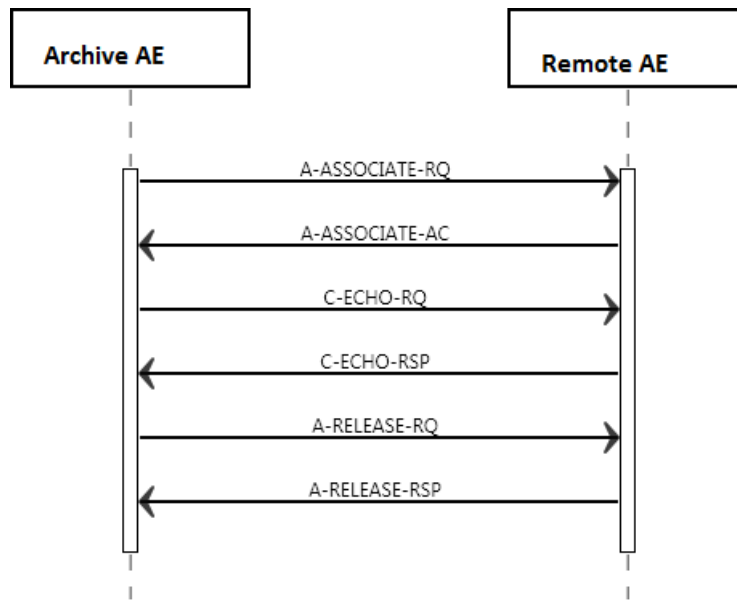 Archive AE
Remote AE
A-ASSOCIATE-RQ
A-ASSOCIATE-AC
C-ECHO-RQ
C-ECHO-RSP
A-RELEASE-RQ
A-RELEASE-RSP